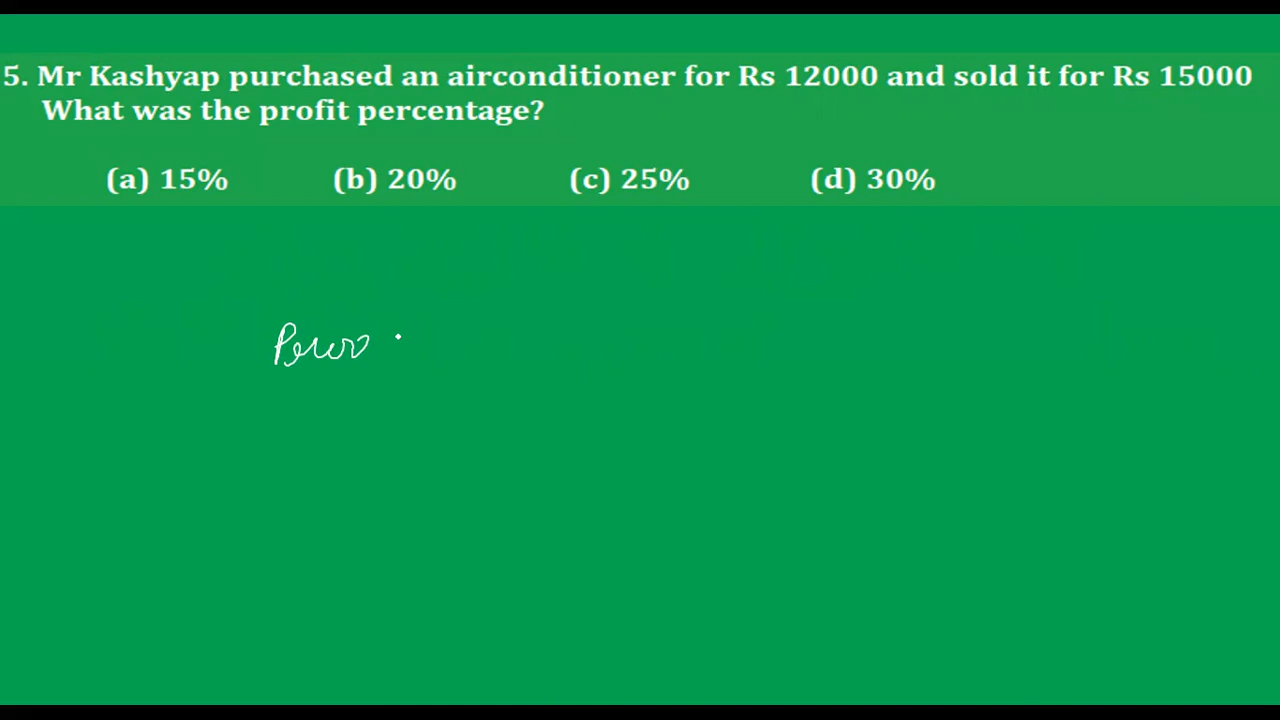 5. Mr Kashyap purchased an airconditioner for Rs 12000 and sold it for Rs 15000
What was the profit percentage?
(a) 15% (b) 20% (c) 25% (d) 30%